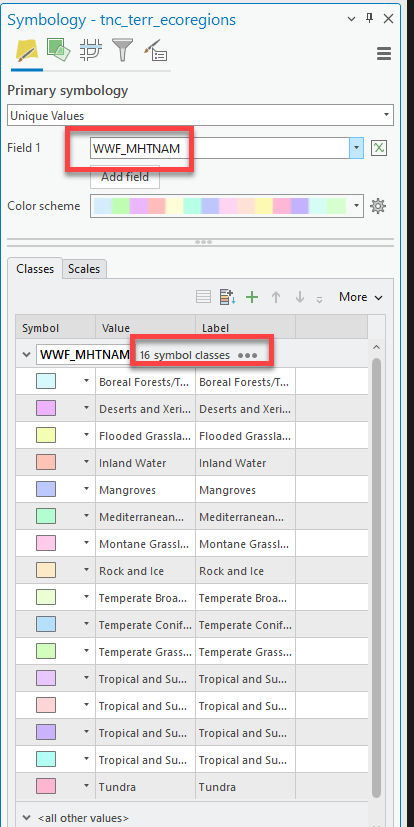 Symbology - tnc_terr_ecoregions
Primary symbology
Unique Values
Field 1 WWF_MHTNAM
Add field
Color scheme
Classes Scales
More
Symbol Value Label
WWF_MHTNAM 16 symbol classes
Boreal Forests/T... Boreal Forests/T...
Deserts and Xeri... Deserts and Xeri...
Flooded Grassla... Flooded Grassla...
Inland Water Inland Water
Mangroves Mangroves
Mediterranean... Mediterranean...
Montane Grassl... Montane Grassl...
Rock and Ice Rock and Ice
Temperate Broa... Temperate Broa...
Temperate Conif... Temperate Conif...
Temperate Grass... Temperate Grass...
Tropical and Su... Tropical and Su...
Tropical and Su... Tropical and Su...
Tropical and Su... Tropical and Su...
Tropical and Su... Tropical and Su...
Tundra Tundra
<all other values>